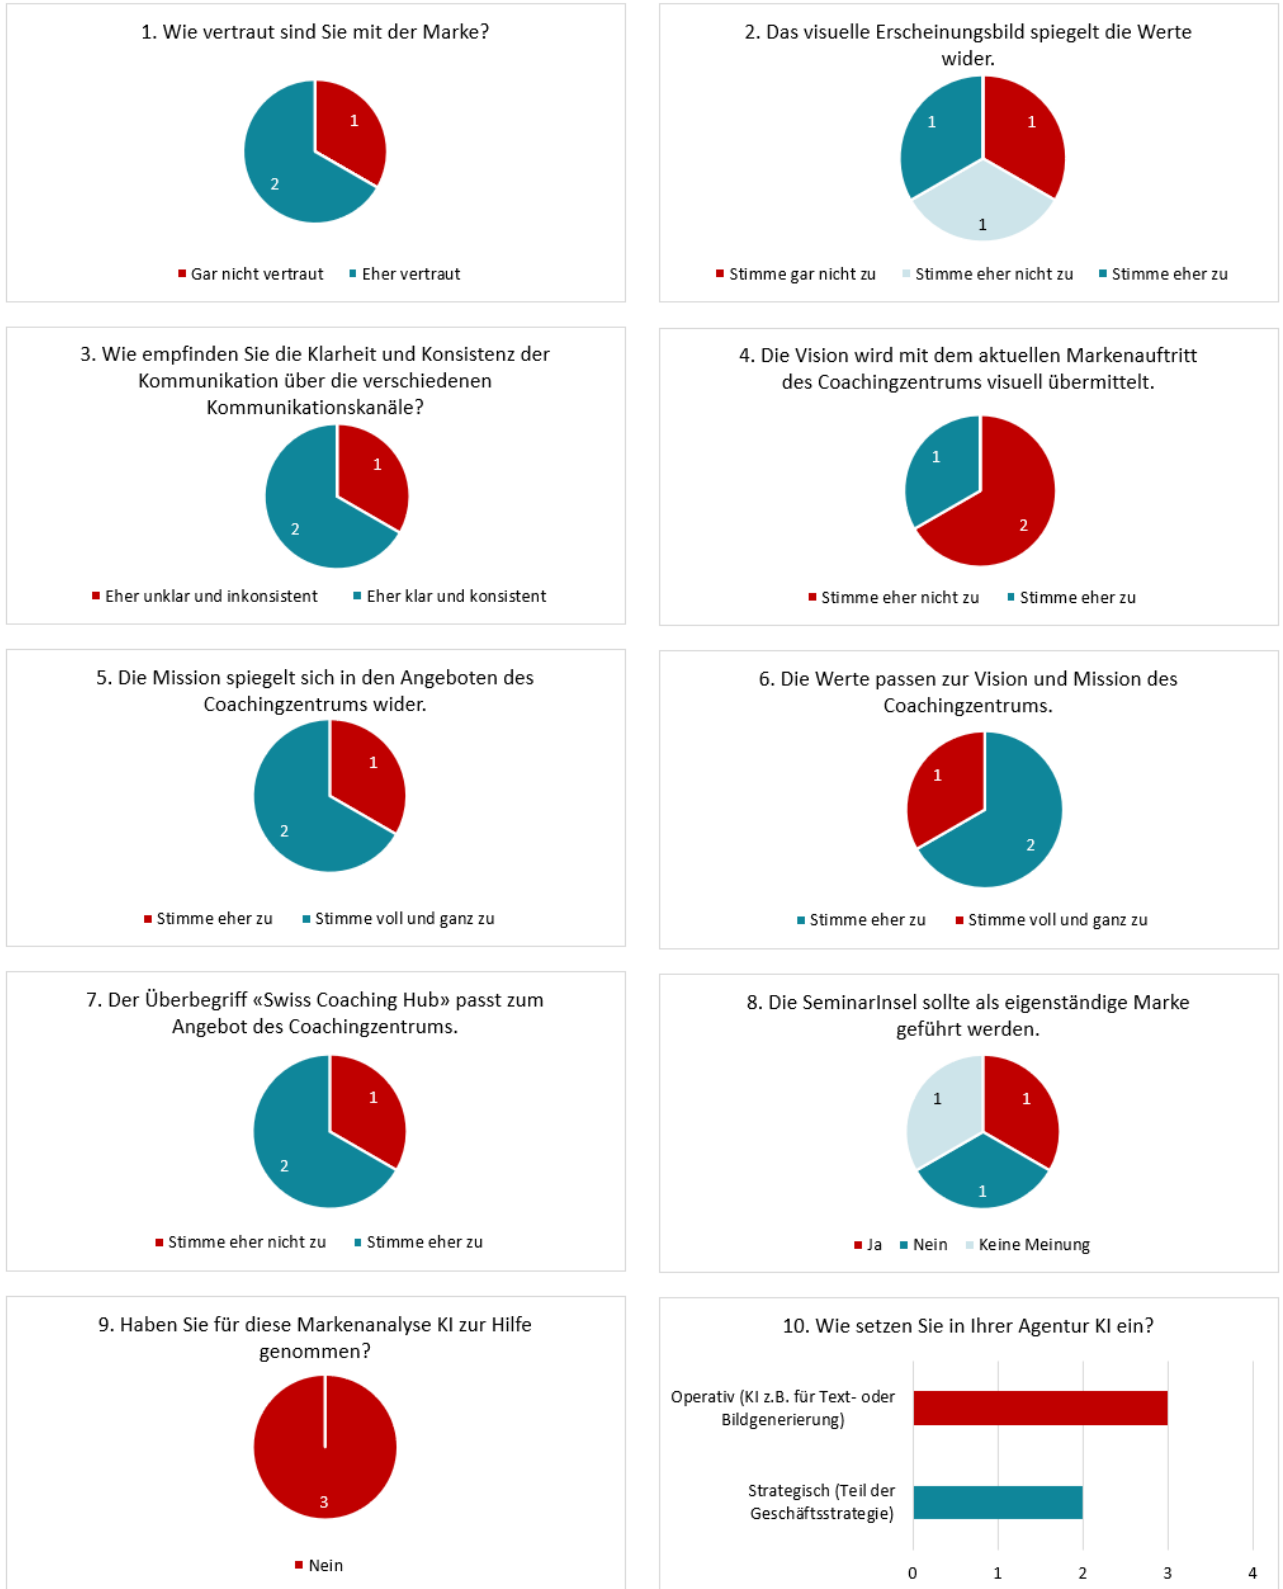 1. Wie vertraut sind Sie mit der Marke?
1
2
Gar nicht vertraut Eher vertraut
2. Das visuelle Erscheinungsbild spiegelt die Werte
wider.
1 1
1
Stimme gar nicht zu Stimme eher nicht zu Stimme eher zu
3. Wie empfinden Sie die Klarheit und Konsistenz der
Kommunikation über die verschiedenen
Kommunikationskanäle?
1
2
Eher unklar und inkonsistent Eher klar und konsistent
4. Die Vision wird mit dem aktuellen Markenauftritt
des Coachingzentrums visuell übermittelt.
1
2
Stimme eher nicht zu Stimme eher zu
5. Die Mission spiegelt sich in den Angeboten des
Coachingzentrums wider.
1
2
Stimme eher zu Stimme voll und ganz zu
6. Die Werte passen zur Vision und Mission des
Coachingzentrums.
1
2
Stimme eher zu Stimme voll und ganz zu
7. Der Überbegriff «Swiss Coaching Hub» passt zum
Angebot des Coachingzentrums.
1
2
Stimme eher nicht zu Stimme eher zu
8. Die SeminarInsel sollte als eigenständige Marke
geführt werden.
1 1
1
Ja Nein Keine Meinung
9. Haben Sie für diese Markenanalyse KI zur Hilfe
genommen?
3
Nein
10. Wie setzen Sie in Ihrer Agentur KI ein?
Operativ (KI z.B. für Text- oder
Bildgenerierung)
Strategisch (Teil der
Geschäftsstrategie)
0 1 2 3 4